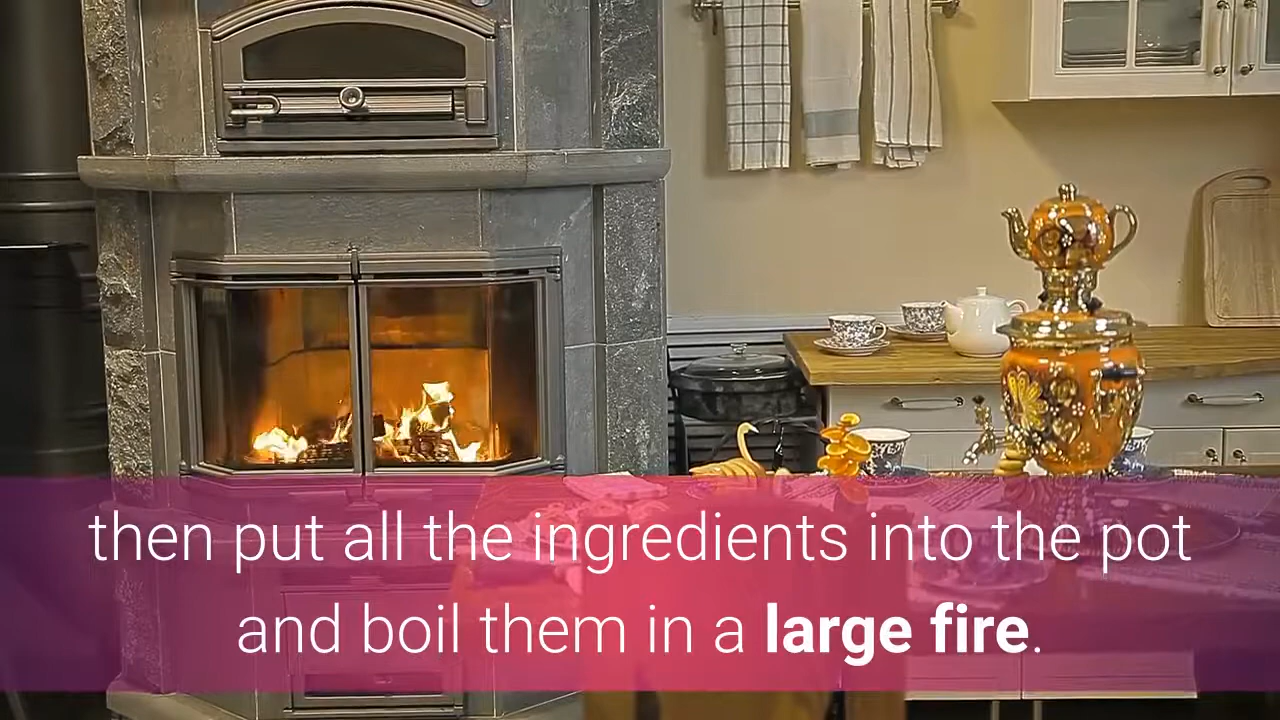 then put all the ingredients into the pot
and boil them in a large fire.